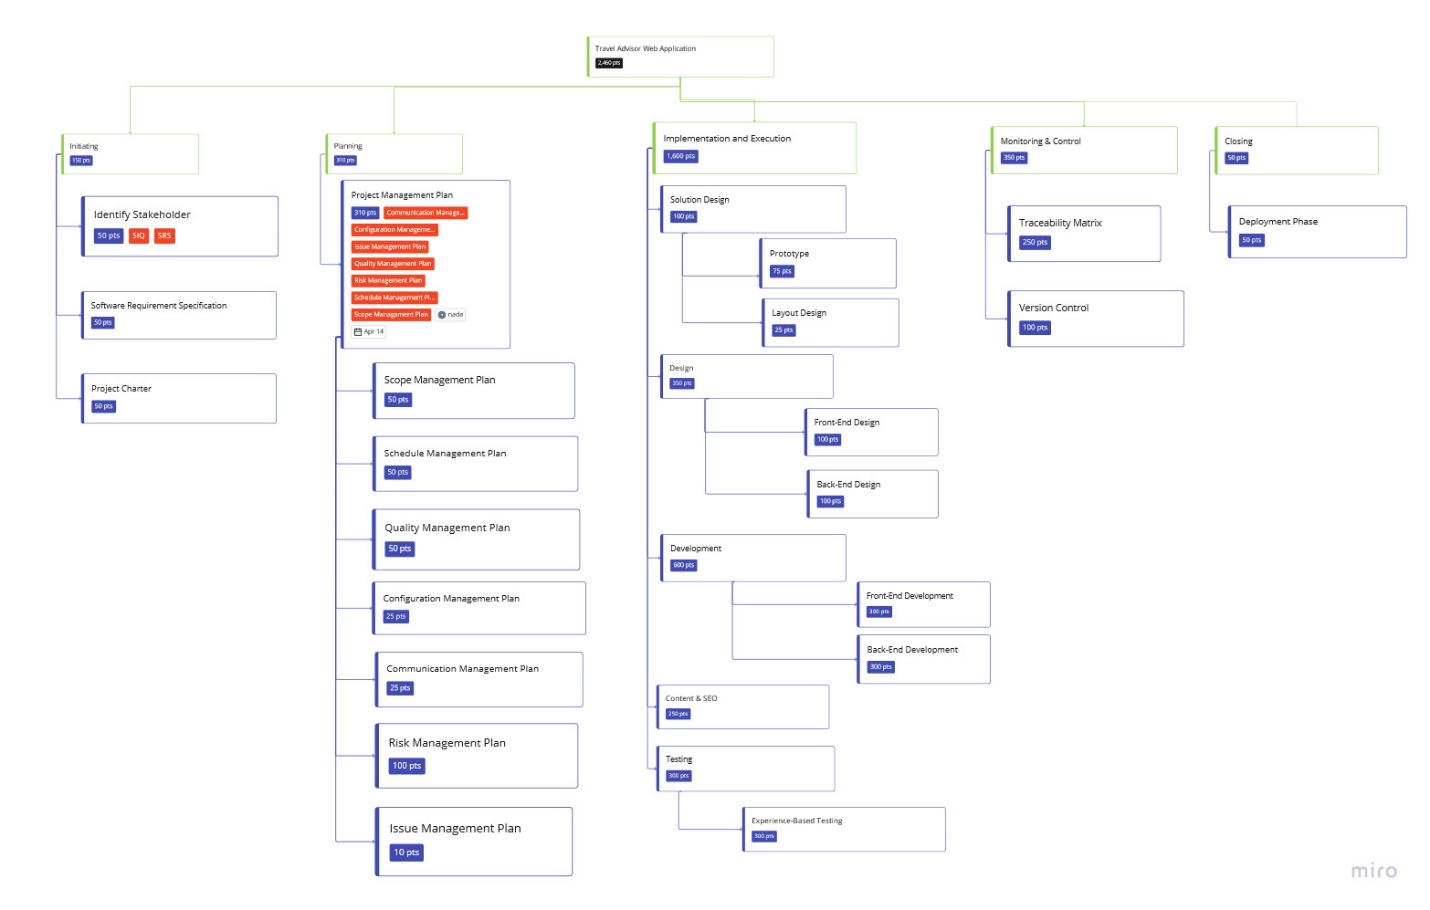 Travel Advisor Web Application
2,460 pts
Initiating
150 pts
Identify Stakeholder
50 pts SIQ SRS
Software Requirement Specification
50 pts
Project Charter
50 pts
Planning
310 pts
Project Management Plan
310 pts Communication Manage...
Configuration Manageme...
Issue Management Plan
Quality Management Plan
Risk Management Plan
Schedule Management Pl...
Scope Management Plan nada
Apr 14
Scope Management Plan
50 pts
Schedule Management Plan
50 pts
Quality Management Plan
50 pts
Configuration Management Plan
25 pts
Communication Management Plan
25 pts
Risk Management Plan
100 pts
Issue Management Plan
10 pts
Implementation and Execution
1,600 pts
Solution Design
100 pts
Prototype
75 pts
Layout Design
25 pts
Design
350 pts
Front-End Design
100 pts
Back-End Design
100 pts
Development
600 pts
Front-End Development
300 pts
Back-End Development
300 pts
Content & SEO
250 pts
Testing
300 pts
Experience-Based Testing
300 pts
Monitoring & Control
350 pts
Traceability Matrix
250 pts
Version Control
100 pts
Closing
50 pts
Deployment Phase
50 pts
miro